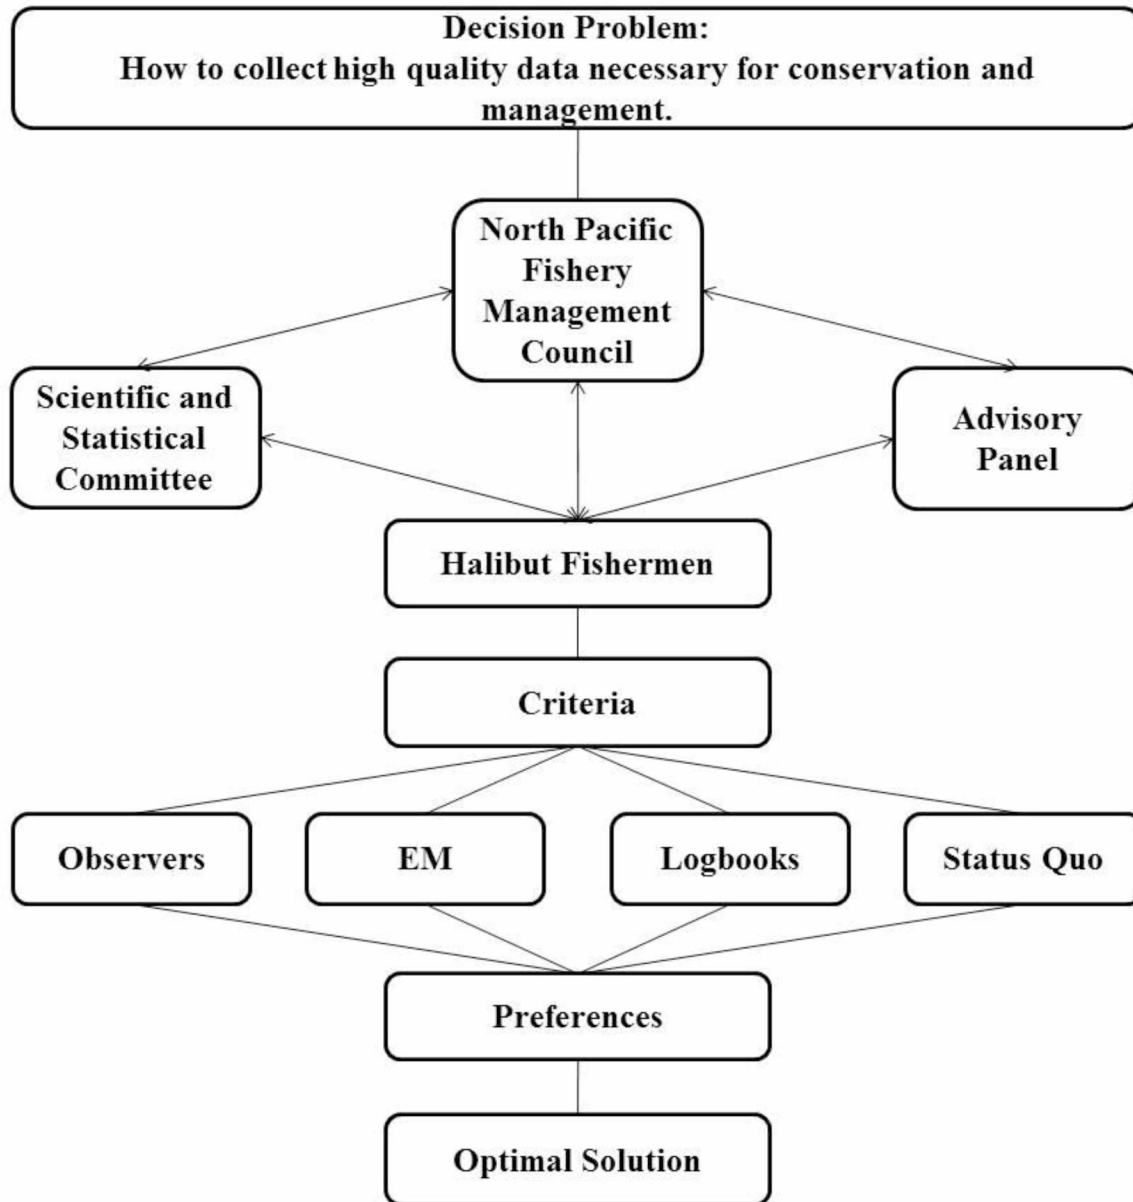 Decision Problem:
How to collect high quality data necessary for conservation and
management.
North Pacific
Fishery
Management
Council
Scientific and
Statistical
Committee
Advisory
Panel
Halibut Fishermen
Criteria
Observers
EM
Logbooks
Status Quo
Preferences
Optimal Solution